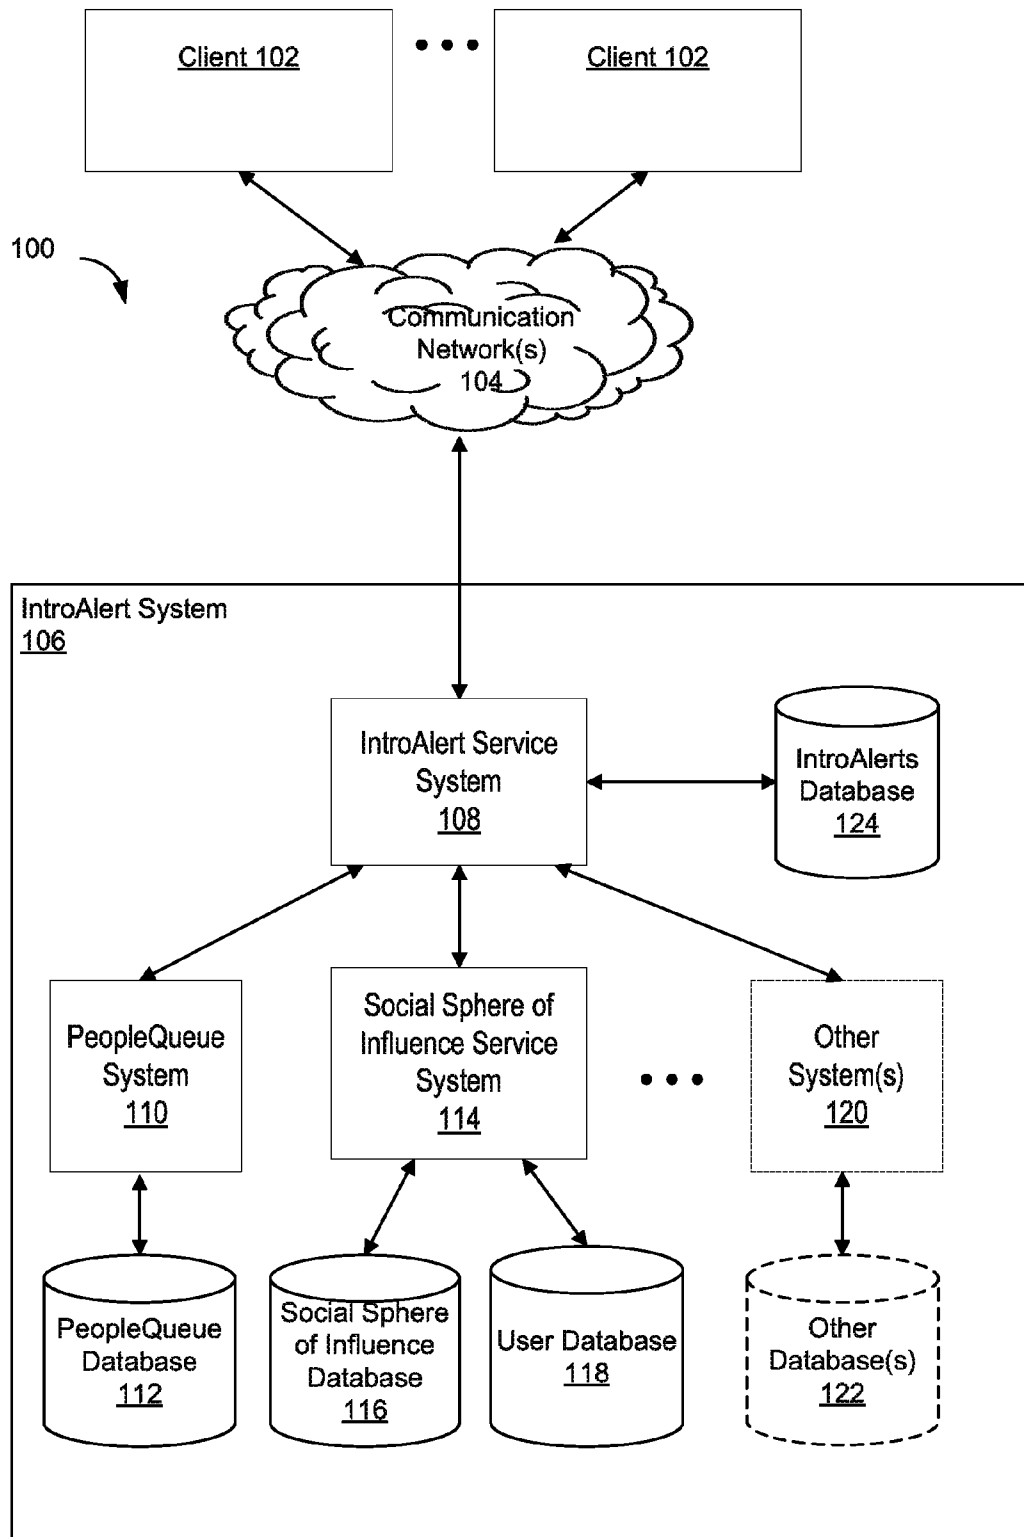 Client 102
Client 102
100
Communication
Network(s)
104
IntroAlert System
106
IntroAlert Service
System
108
IntroAlerts
Database
124
PeopleQueue
System
110
Social Sphere of
Influence Service
System
114
Other
System(s)
120
PeopleQueue
Database
112
Social Sphere
of Influence
Database
116
User Database
118
Other
Database(s)
122